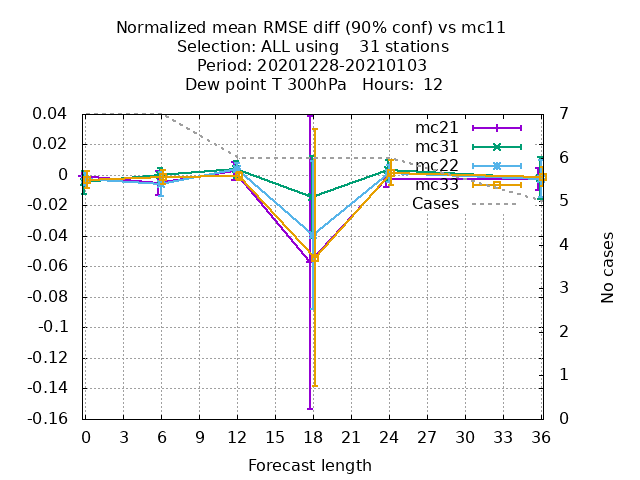 Normalized mean RMSE diff (90% conf) vs mc11
Selection: ALL using    31 stations
Period: 20201228-20210103
Dew point T 300hPa   Hours:  12
0.04
0.02
0
-0.02
-0.04
-0.06
-0.08
-0.1
-0.12
-0.14
-0.16
7
6
5
4
3
2
1
0
mc21
mc31
mc22
mc33
Cases
No cases
0 3 6 9 12 15 18 21 24 27 30 33 36
Forecast length